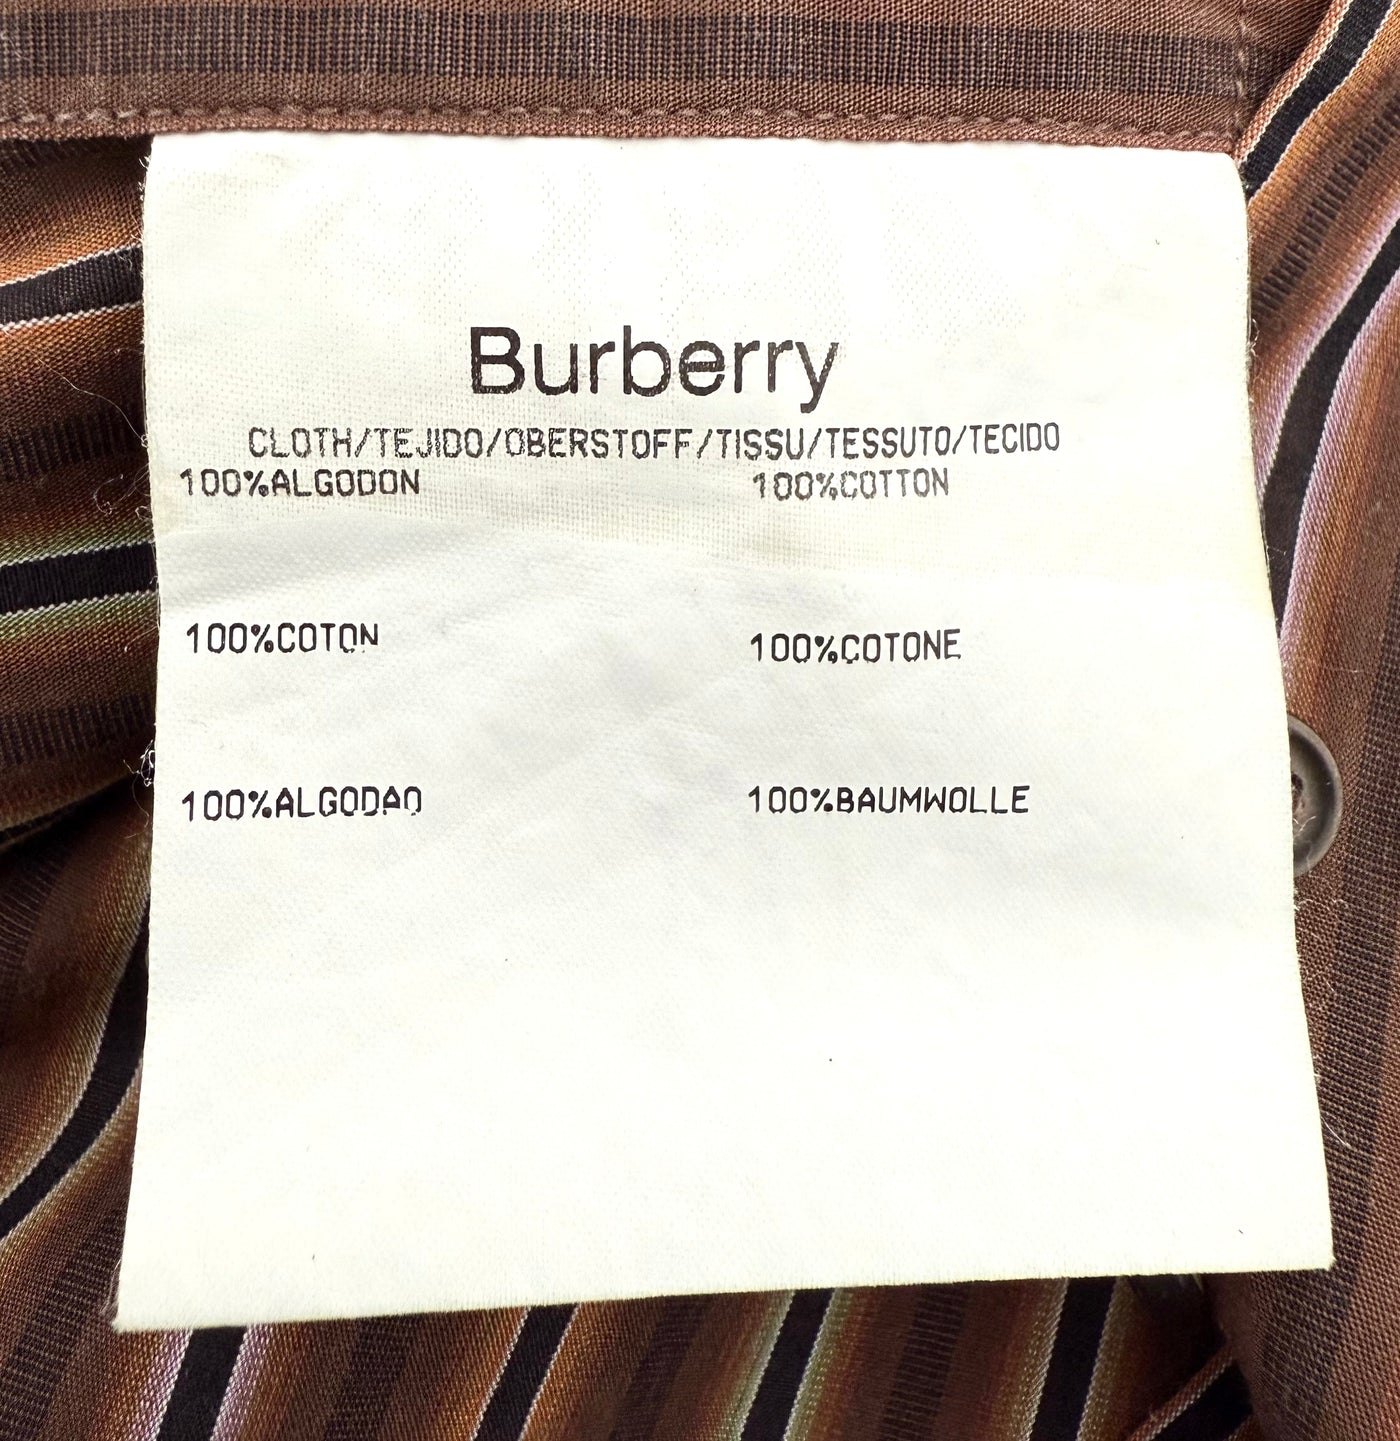 Burberry
CLOTH/TEJIDO/OBERSTOFF/TISSU/TESSUTO/TECIDO
100%ALGODON 100%COTTON
100%COTON 100%COTONE
100%ALGODAO 100%BAUMWOLLE